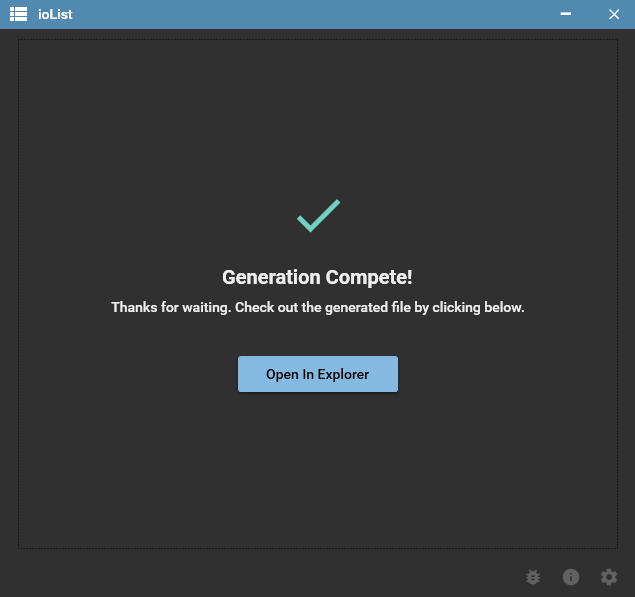 ioList
Generation Compete!
Thanks for waiting. Check out the generated file by clicking below.
Open In Explorer